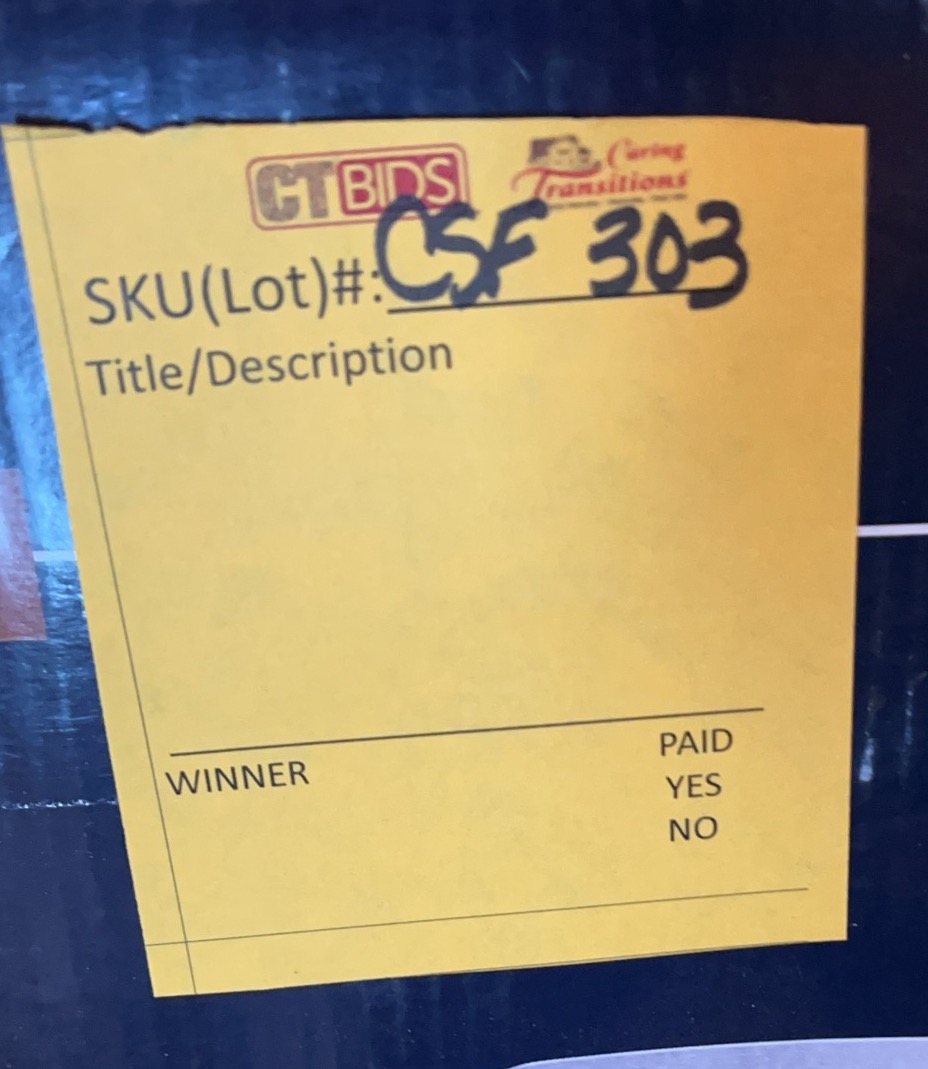 CTBIDS
Caring
Transitions
SKU(Lot)#: CSF 303
Title/Description
WINNER
PAID
YES
NO